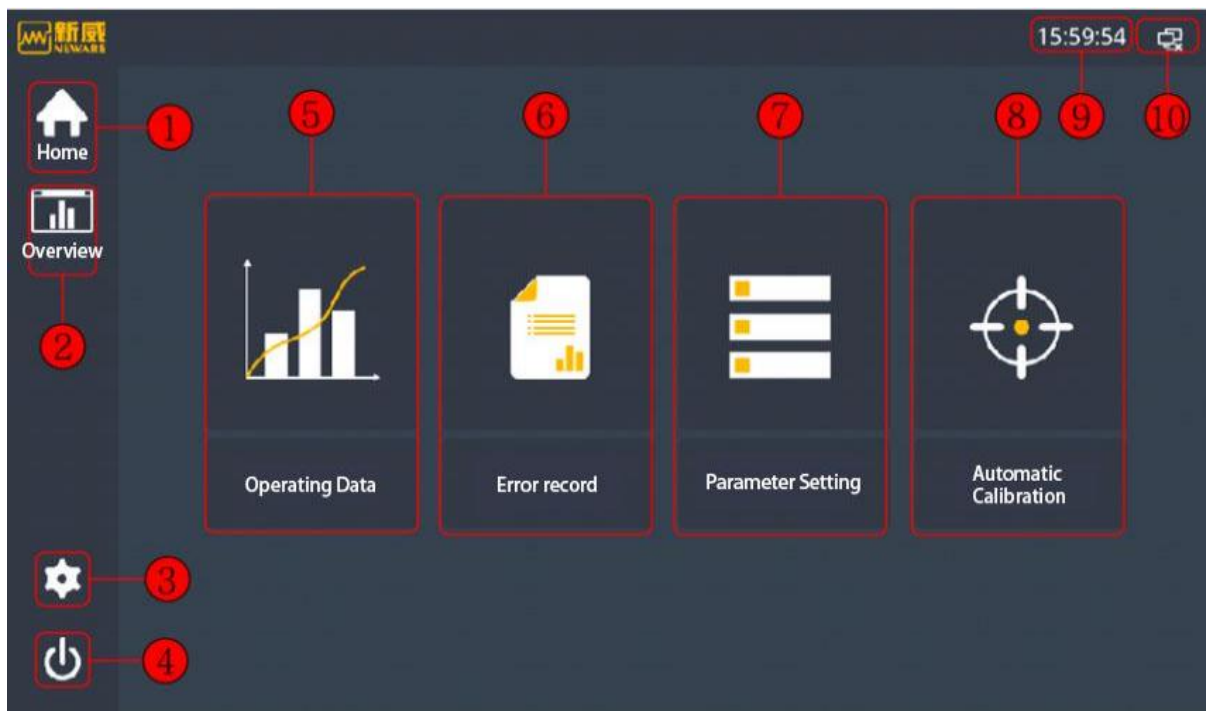 新威
NEWARE
15:59:54
Home
Overview
1
2
3
4
5
6
7
8
9
10
Operating Data
Error record
Parameter Setting
Automatic
Calibration